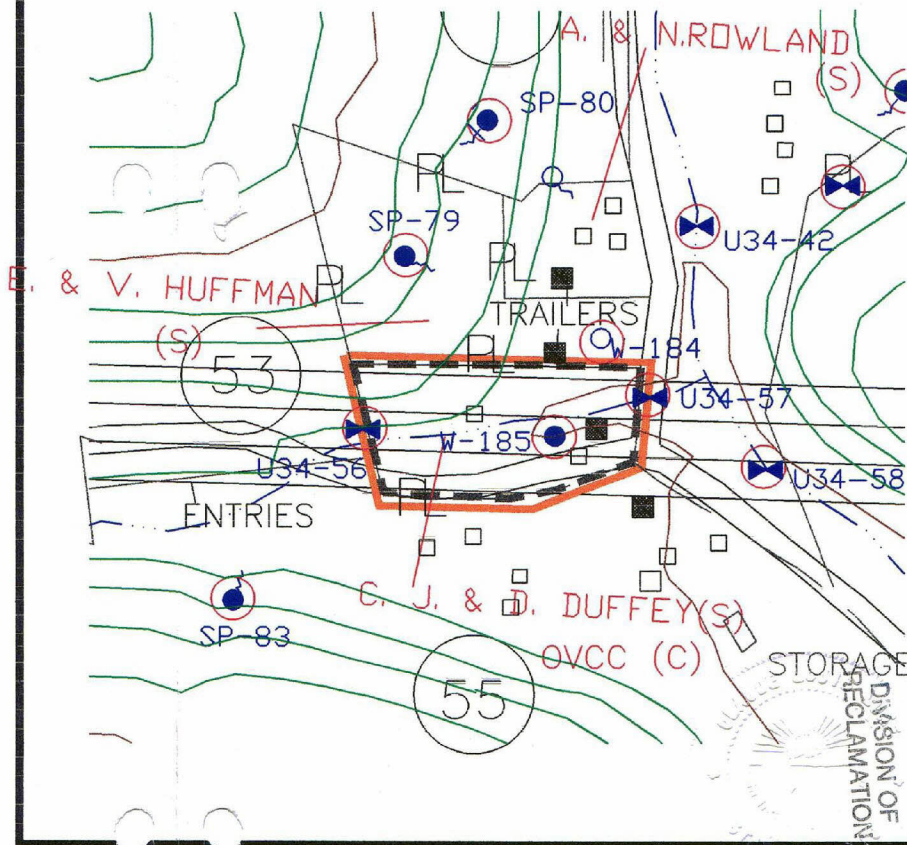 A. & N.ROWLAND
(S)
SP-80
PL
PL
SP-79
U34-42
PL
E. & V. HUFFMAN
PL
(S)
TRAILERS
53
PL
W-184
U34-57
W-185
U34-56
U34-58
PL
ENTRIES
C. J. & D. DUFFEY(S)
SP-83
OVCC (C)
STORAGE
55
DIVISION OF
RECLAMATION